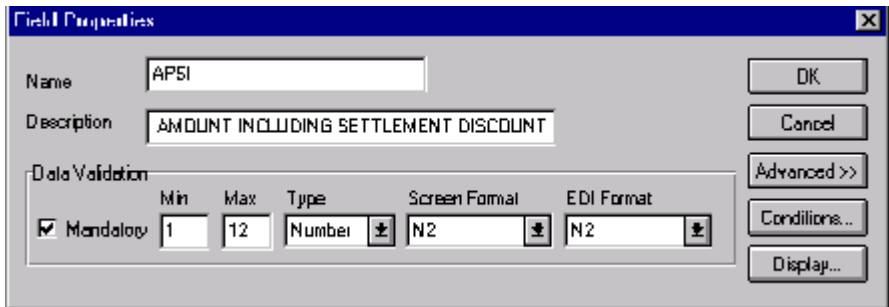 Field Properties
Name APSI OK
Description AMOUNT INCLUDING SETTLEMENT DISCOUNT Cancel
Data Validation Advanced >>
Min Max Type Screen Format EDI Format
Mandatory 1 12 Number N2 N2 Conditions...
Display...